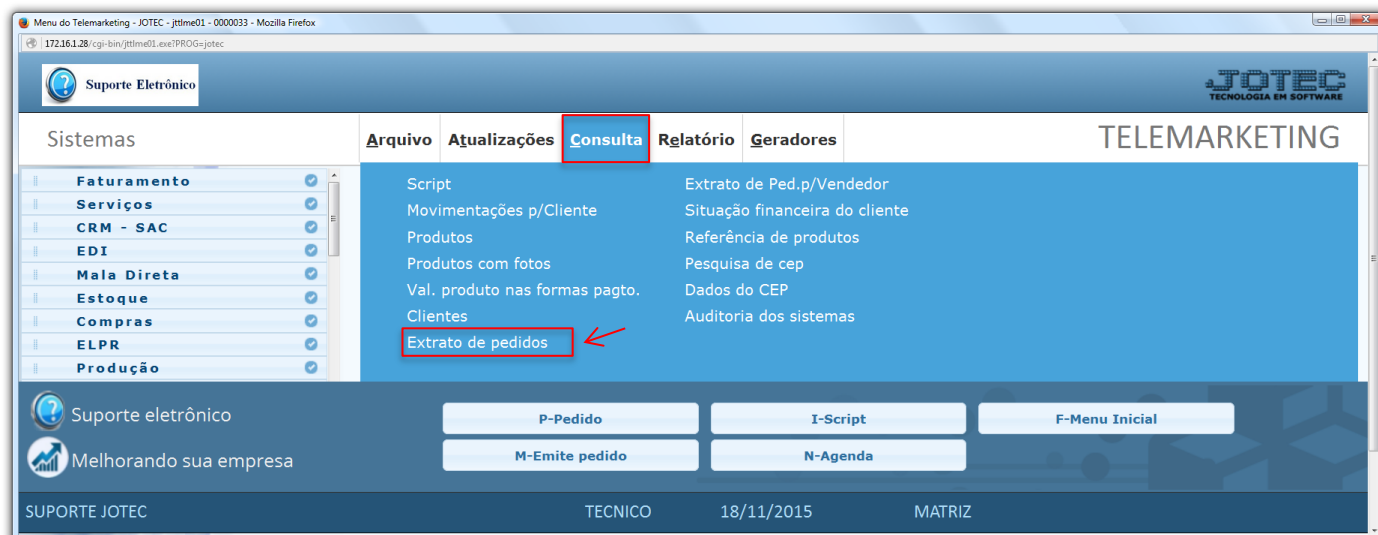 Menu do Telemarketing - JOTEC - jttlme01 - 0000033 - Mozilla Firefox
172.16.1.28/cgi-bin/jttlme01.exe?PROG=jotec
Suporte Eletrônico
JOTEC
TECNOLOGIA EM SOFTWARE
Sistemas
Arquivo Atualizações Consulta Relatório Geradores
TELEMARKETING
Faturamento
Serviços
CRM - SAC
EDI
Mala Direta
Estoque
Compras
ELPR
Produção
Script
Movimentações p/Cliente
Produtos
Produtos com fotos
Val. produto nas formas pagto.
Clientes
Extrato de pedidos
Extrato de Ped.p/Vendedor
Situação financeira do cliente
Referência de produtos
Pesquisa de cep
Dados do CEP
Auditoria dos sistemas
Suporte eletrônico
Melhorando sua empresa
P-Pedido I-Script F-Menu Inicial
M-Emite pedido N-Agenda
SUPORTE JOTEC TECNICO 18/11/2015 MATRIZ